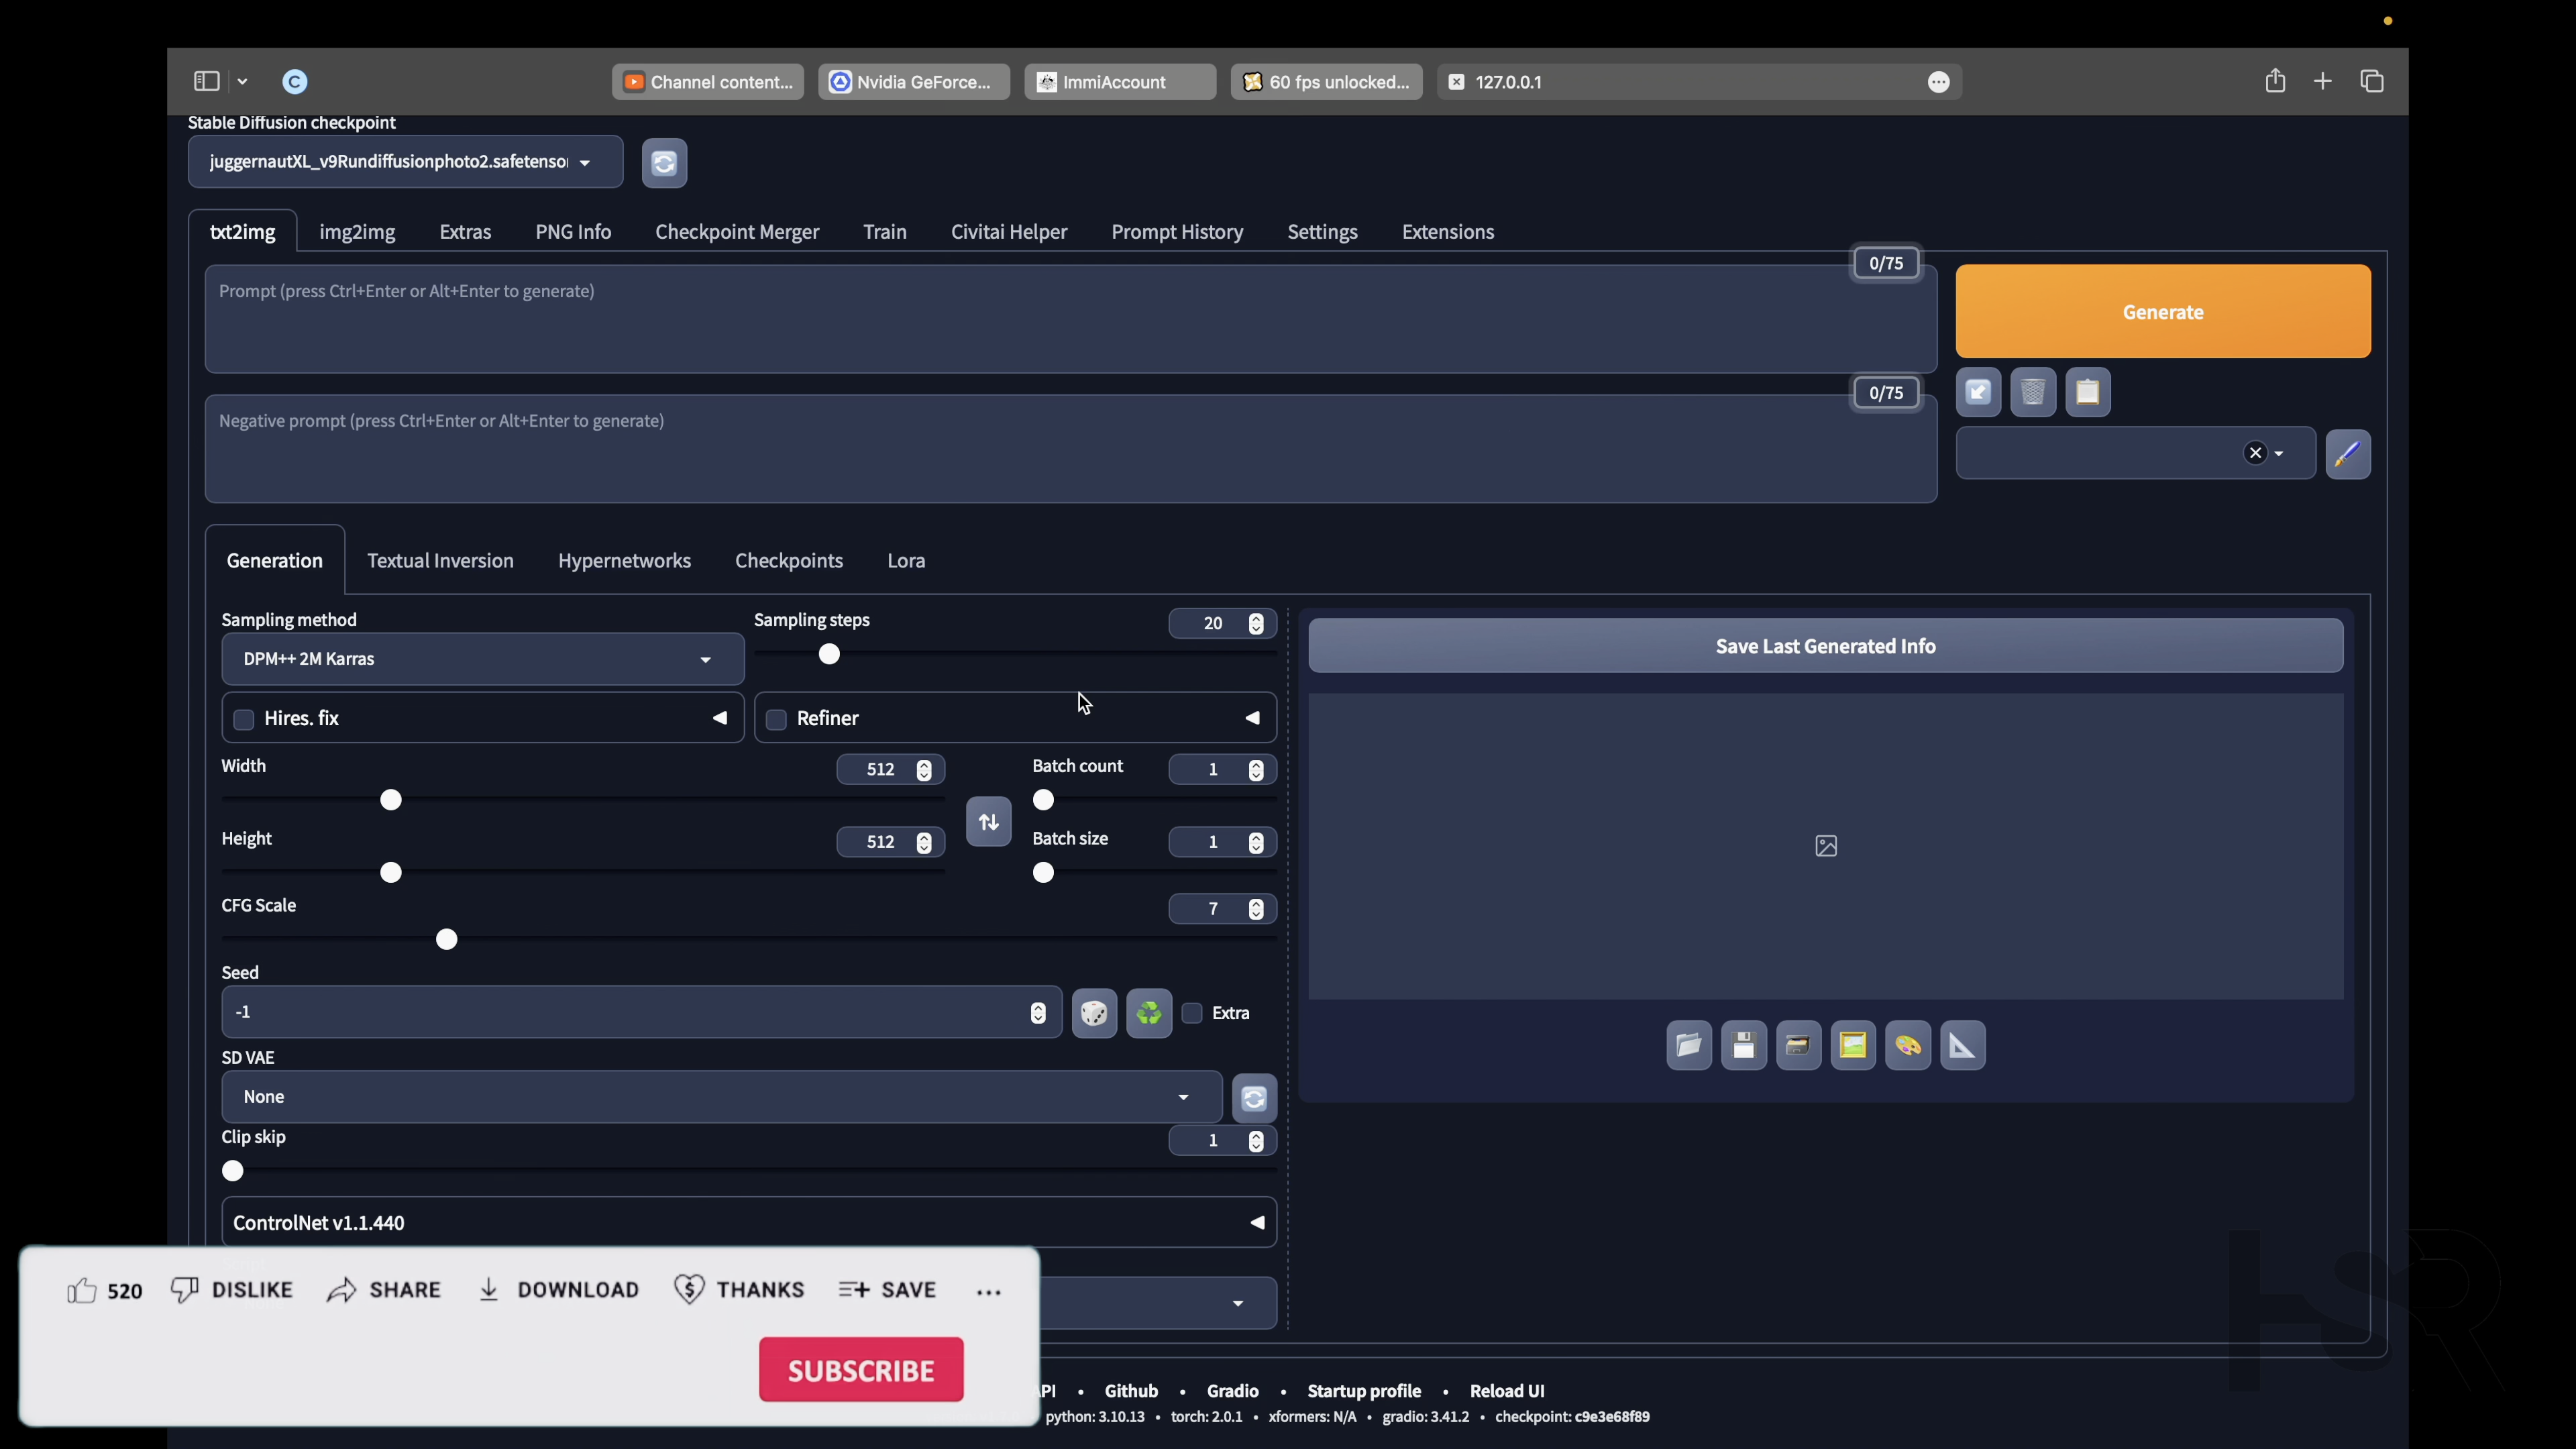 Channel content...
Nvidia GeForce...
ImmiAccount
60 fps unlocked...
127.0.0.1
Stable Diffusion checkpoint
juggernautXL_v9Rundiffusionphoto2.safetensor
txt2img
img2img
Extras
PNG Info
Checkpoint Merger
Train
Civitai Helper
Prompt History
Settings
Extensions
0/75
Prompt (press Ctrl+Enter or Alt+Enter to generate)
Generate
0/75
Negative prompt (press Ctrl+Enter or Alt+Enter to generate)
Generation
Textual Inversion
Hypernetworks
Checkpoints
Lora
Sampling method
Sampling steps
20
DPM++ 2M Karras
Save Last Generated Info
Hires. fix
Refiner
Width
512
Batch count
1
Height
512
Batch size
1
CFG Scale
7
Seed
-1
Extra
SD VAE
None
Clip skip
1
ControlNet v1.1.440
520
DISLIKE
SHARE
DOWNLOAD
THANKS
SAVE
SUBSCRIBE
API • Github • Gradio • Startup profile • Reload UI
python: 3.10.13 • torch: 2.0.1 • xformers: N/A • gradio: 3.41.2 • checkpoint: c9e3e68f89
HSR